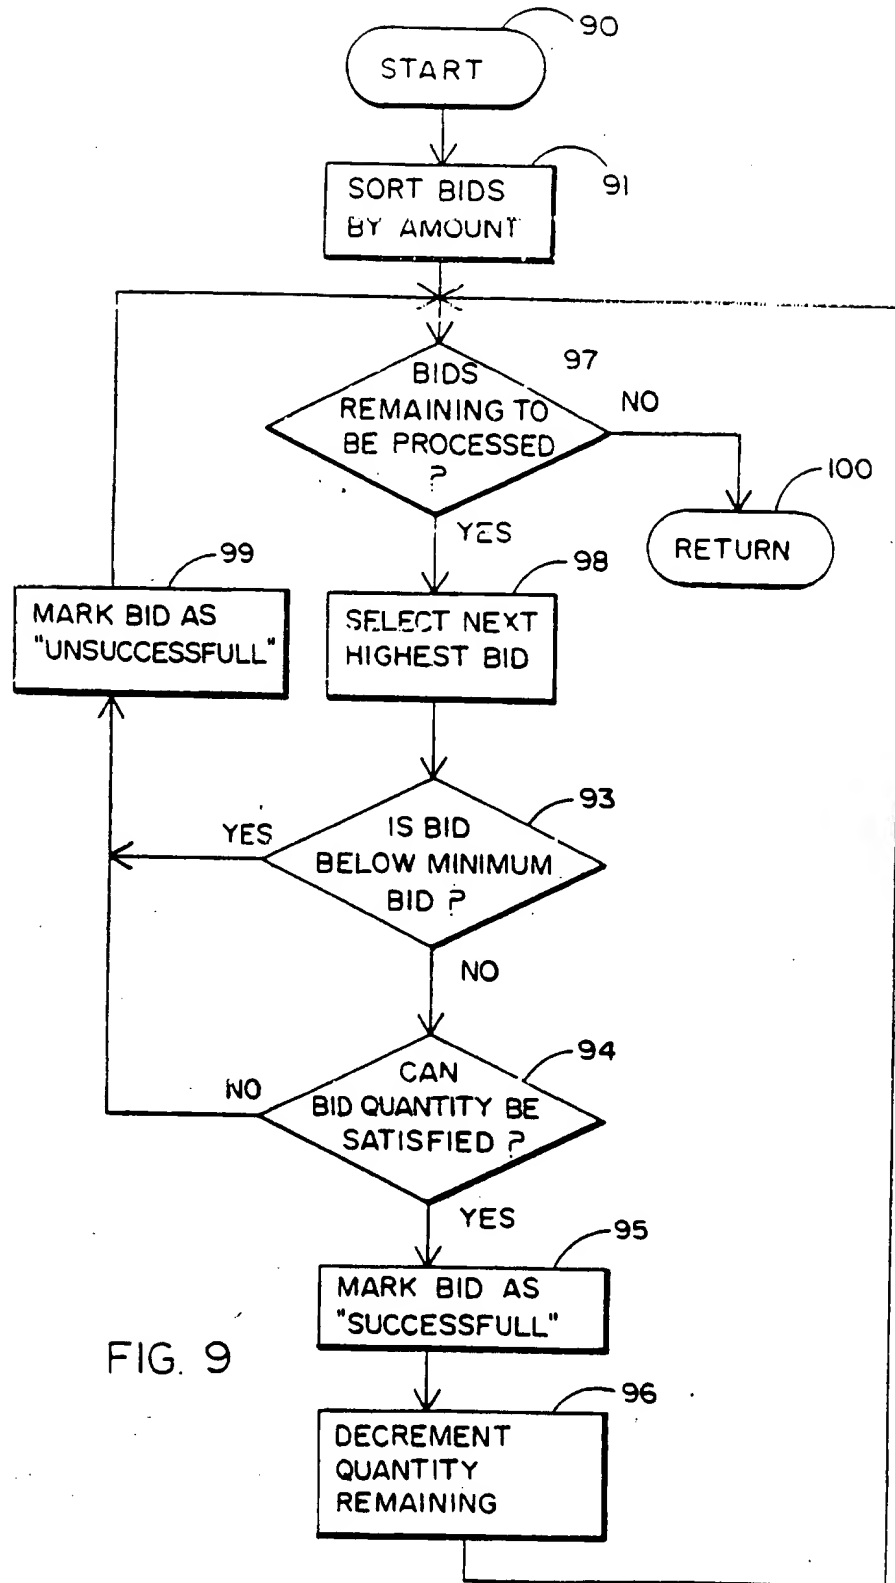 90
START
91
SORT BIDS
BY AMOUNT
97
BIDS
REMAINING TO
BE PROCESSED
?
NO
100
RETURN
YES
99
MARK BID AS
"UNSUCCESSFULL"
98
SELECT NEXT
HIGHEST BID
93
YES
IS BID
BELOW MINIMUM
BID ?
NO
94
NO
CAN
BID QUANTITY BE
SATISFIED ?
YES
95
MARK BID AS
"SUCCESSFULL"
FIG. 9
96
DECREMENT
QUANTITY
REMAINING